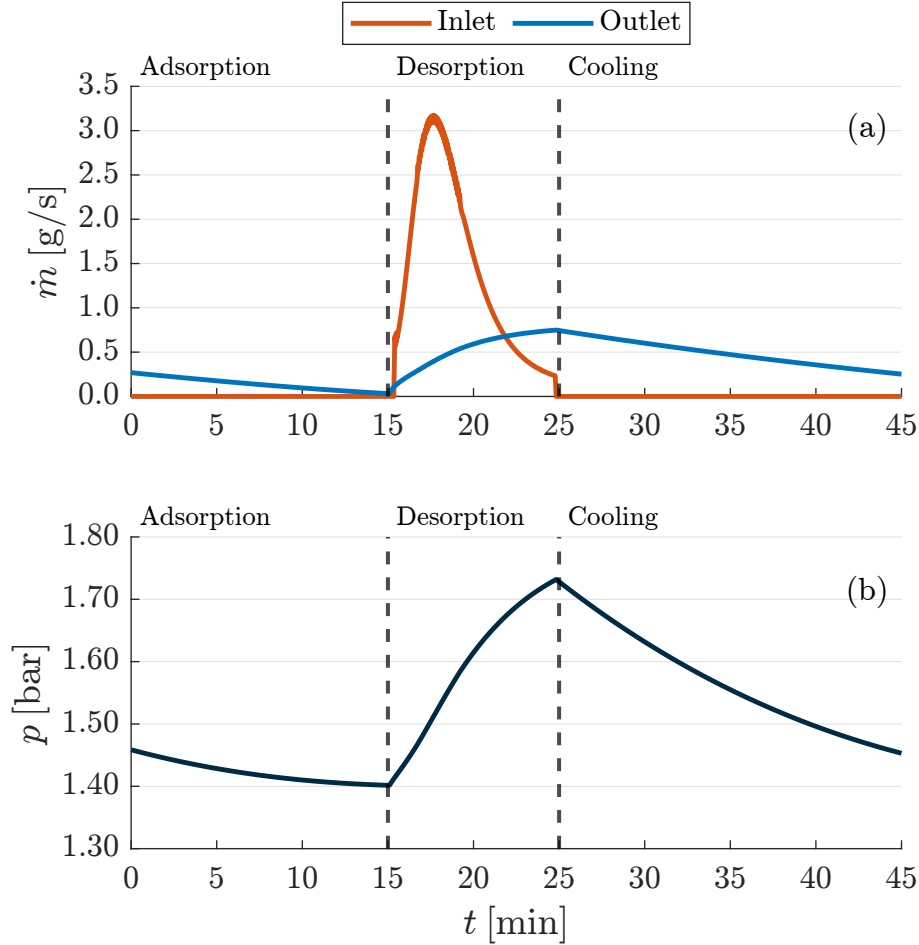 Inlet Outlet
Adsorption Desorption Cooling
(a)
3.5
3.0
2.5
2.0
1.5
1.0
0.5
0.0
ṁ [g/s]
0 5 10 15 20 25 30 35 40 45
Adsorption Desorption Cooling
(b)
1.80
1.70
1.60
1.50
1.40
1.30
p [bar]
0 5 10 15 20 25 30 35 40 45
t [min]